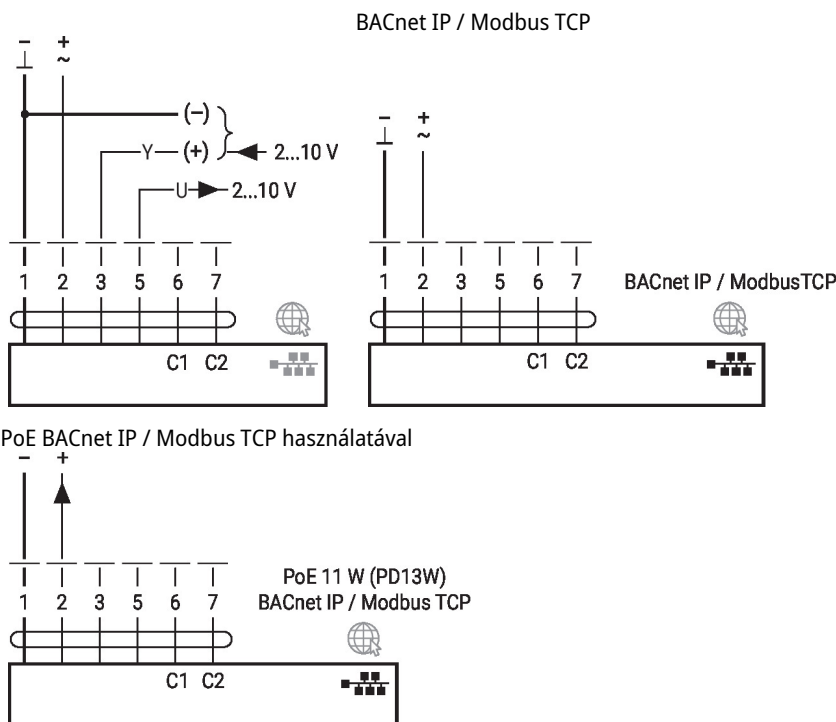 BACnet IP / Modbus TCP
– +
⊥ ~
(–)
Y (+) 2...10 V
U 2...10 V
1 2 3 5 6 7
C1 C2
– +
⊥ ~
1 2 3 5 6 7
BACnet IP / ModbusTCP
C1 C2
PoE BACnet IP / Modbus TCP használatával
– +
PoE 11 W (PD13W)
1 2 3 5 6 7
BACnet IP / Modbus TCP
C1 C2